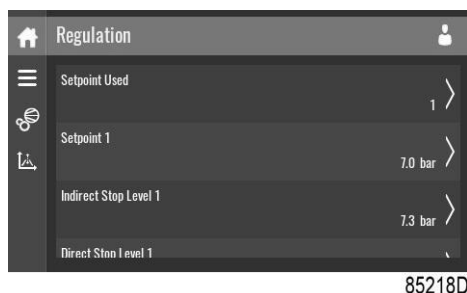 Regulation
Setpoint Used
1
Setpoint 1
7.0 bar
Indirect Stop Level 1
7.3 bar
Direct Stop Level 1
85218D